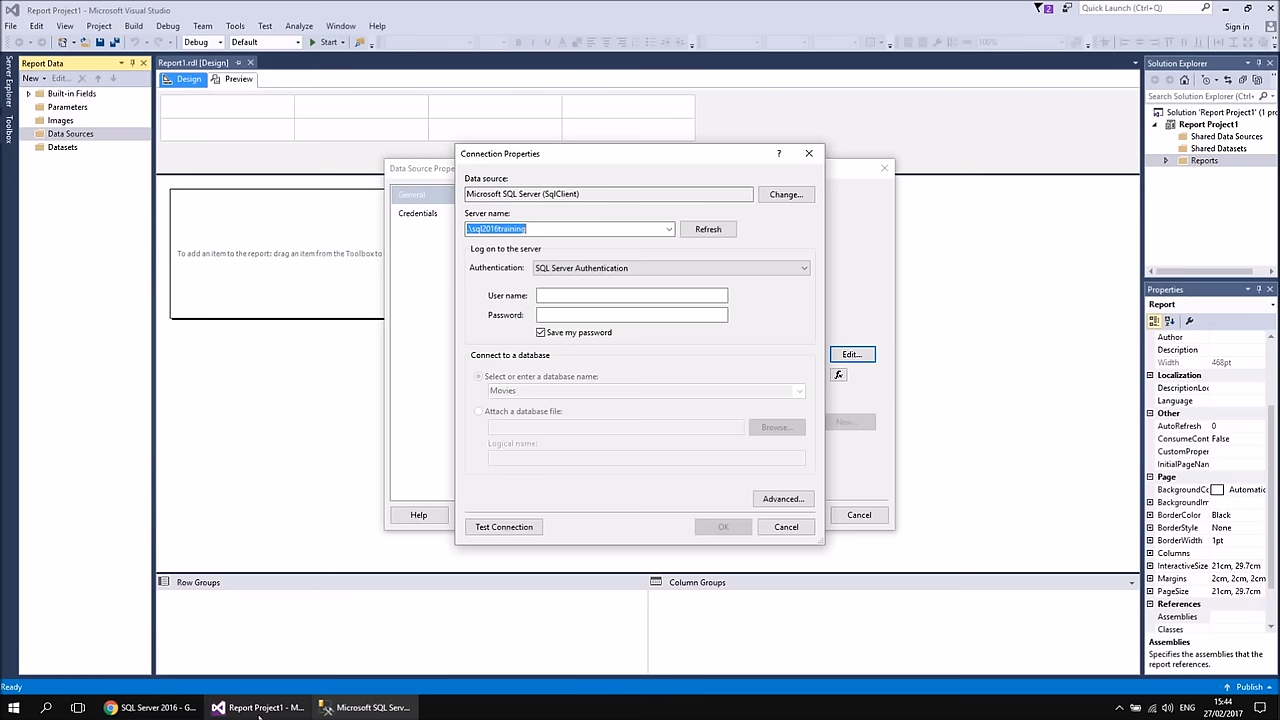 Report Project1 - Microsoft Visual Studio
2
Quick Launch (Ctrl+Q)
File Edit View Project Build Debug Team Tools Test Analyze Window Help
Sign in
Debug Default Start 100%
Server Explorer
Toolbox
Report Data
New Edit...
Built-in Fields
Parameters
Images
Data Sources
Datasets
Report1.rdl [Design]
Design Preview
To add an item to the report: drag an item from the Toolbox to
Data Source Prope
General
Credentials
Edit...
New...
Help
Cancel
Connection Properties
?
Data source:
Microsoft SQL Server (SqlClient)
Change...
Server name:
.\sql2016training
Refresh
Log on to the server
Authentication: SQL Server Authentication
User name:
Password:
Save my password
Connect to a database
Select or enter a database name:
Movies
Attach a database file:
Browse...
Logical name:
Advanced...
Test Connection OK Cancel
Row Groups
Column Groups
Solution Explorer
Search Solution Explorer (Ctrl+
Solution 'Report Project1' (1 p
Report Project1
Shared Data Sources
Shared Datasets
Reports
Properties
Report
Author
Description
Width 468pt
Localization
DescriptionLoc
Language
Other
AutoRefresh 0
ConsumeCont False
CustomProper
InitialPageNan
Page
BackgroundCc Automatic
BackgroundIm
BorderColor Black
BorderStyle None
BorderWidth 1pt
Columns
InteractiveSize 21cm, 29.7cm
Margins 2cm, 2cm, 2cm
PageSize 21cm, 29.7cm
References
Assemblies
Classes
Assemblies
Specifies the assemblies that the
report references.
Ready
Publish
SQL Server 2016 - G...
Report Project1 - M...
Microsoft SQL Serv...
ENG
15:44
27/02/2017